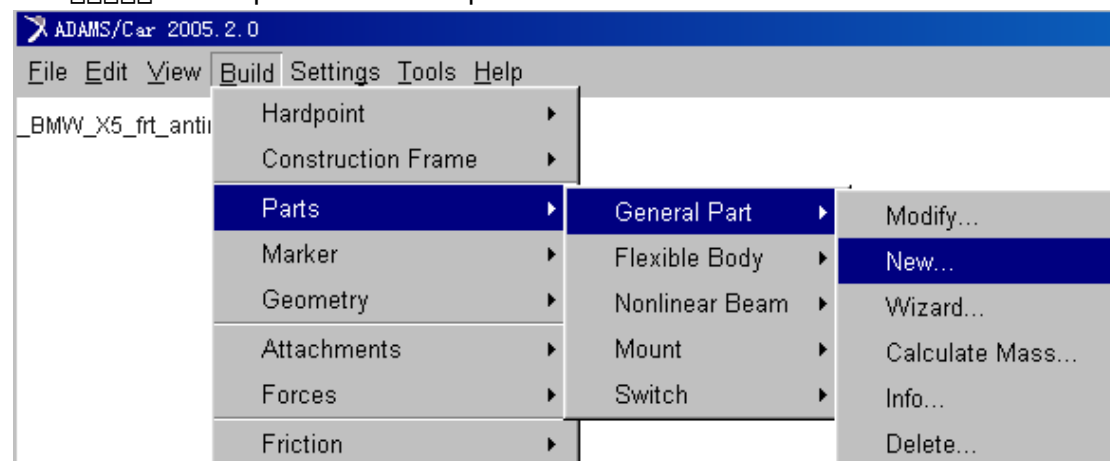 ADAMS/Car 2005.2.0
File Edit View Build Settings Tools Help
_BMW_X5_frt_antir
Hardpoint
Construction Frame
Parts
Marker
Geometry
Attachments
Forces
Friction
General Part
Flexible Body
Nonlinear Beam
Mount
Switch
Modify...
New...
Wizard...
Calculate Mass...
Info...
Delete...